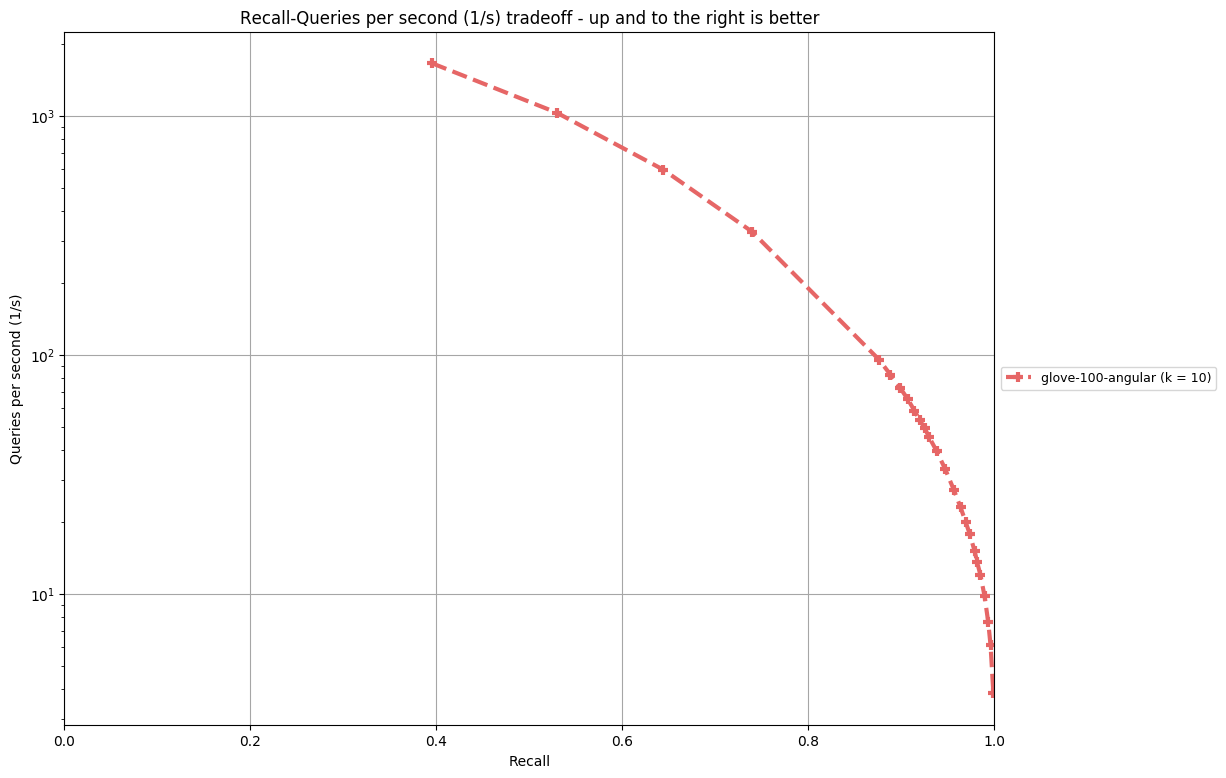 Recall-Queries per second (1/s) tradeoff - up and to the right is better
Queries per second (1/s)
10³
10²
10¹
0.0 0.2 0.4 0.6 0.8 1.0
Recall
glove-100-angular (k = 10)